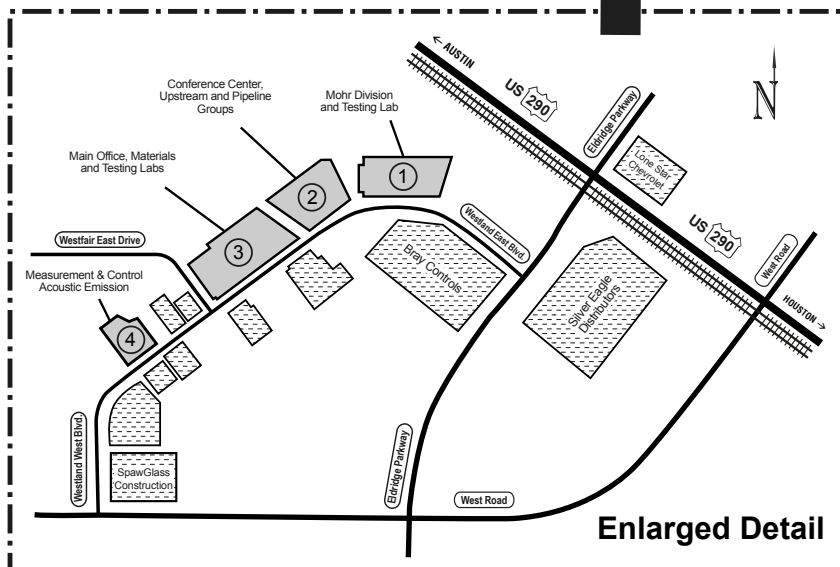 ← AUSTIN
US 290
Eldridge Parkway
N
Conference Center,
Upstream and Pipeline
Groups
Mohr Division
and Testing Lab
Lone Star
Chevrolet
Main Office, Materials
and Testing Labs
1
2
3
Westland East Blvd.
Westfair East Drive
Bray Controls
US 290
West Road
Measurement & Control
Acoustic Emission
Silver Eagle
Distributors
HOUSTON →
4
Westland West Blvd.
Eldridge Parkway
SpawGlass
Construction
West Road
Enlarged Detail